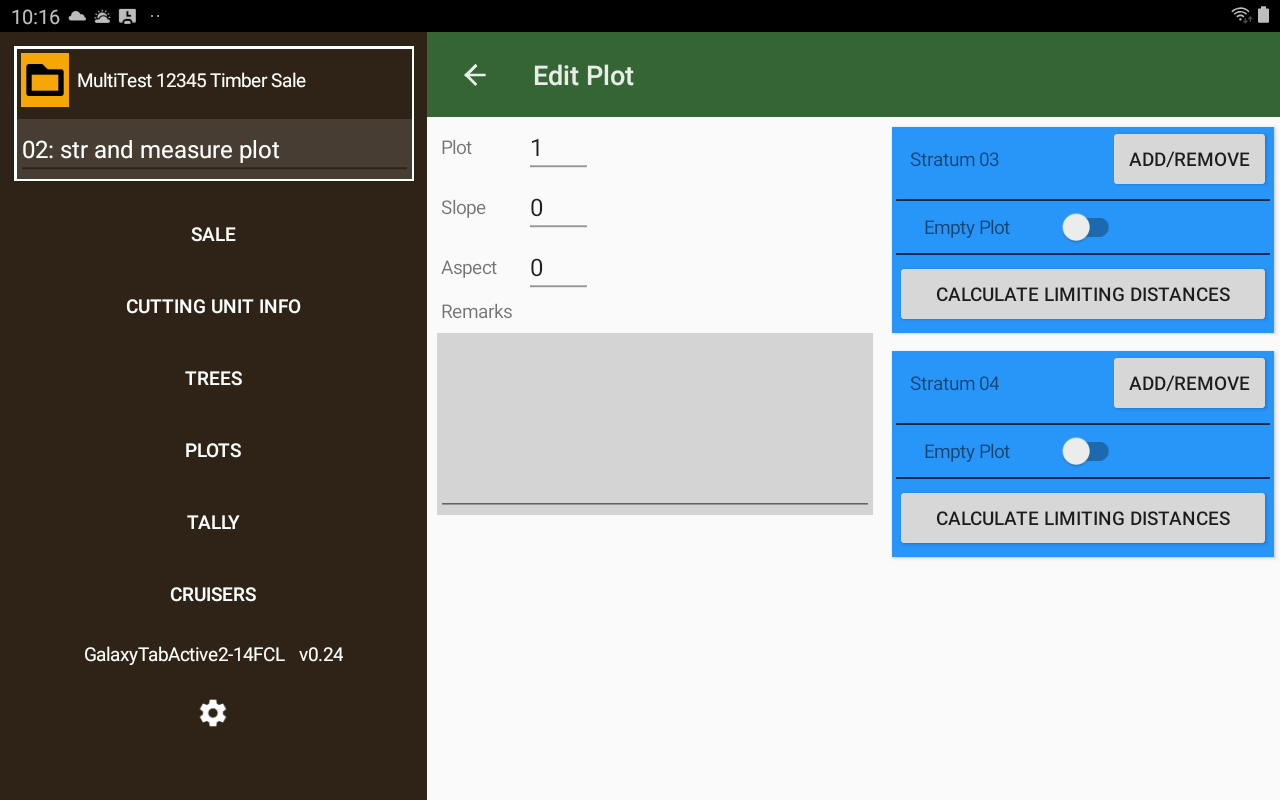 10:16
MultiTest 12345 Timber Sale
02: str and measure plot
SALE
CUTTING UNIT INFO
TREES
PLOTS
TALLY
CRUISERS
GalaxyTabActive2-14FCL v0.24
Edit Plot
Plot 1
Slope 0
Aspect 0
Remarks
Stratum 03 ADD/REMOVE
Empty Plot
CALCULATE LIMITING DISTANCES
Stratum 04 ADD/REMOVE
Empty Plot
CALCULATE LIMITING DISTANCES